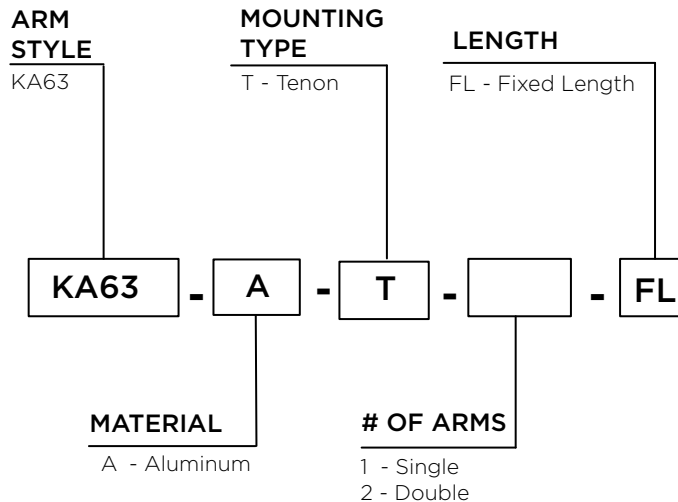 ARM
STYLE
KA63
MOUNTING
TYPE
T - Tenon
LENGTH
FL - Fixed Length
KA63 - A - T - - FL
MATERIAL
A - Aluminum
# OF ARMS
1 - Single
2 - Double